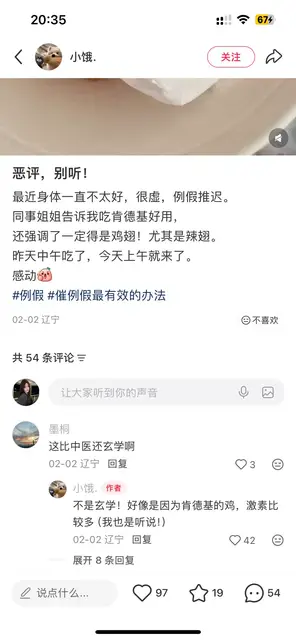 20:35
67
小饿.
关注
恶评，别听！
最近身体一直不太好，很虚，例假推迟。
同事姐姐告诉我吃肯德基好用，
还强调了一定得是鸡翅！尤其是辣翅。
昨天中午吃了，今天上午就来了。
感动
#例假 #催例假最有效的办法
02-02 辽宁
不喜欢
共 54 条评论
让大家听到你的声音
墨桐
这比中医还玄学啊
02-02 辽宁 回复
3
小饿. 作者
不是玄学！好像是因为肯德基的鸡，激素比
较多 (我也是听说!)
02-02 辽宁 回复
42
展开 8 条回复
说点什么...
97
19
54